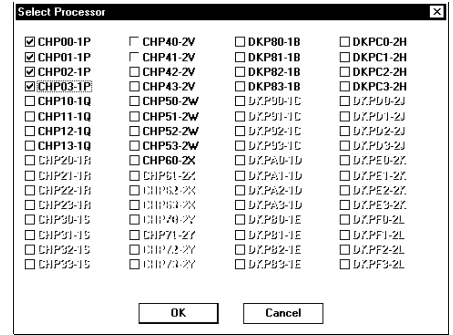 Select Processor
CHP00-1P CHP40-2V DKP80-1B DKPC0-2H
CHP01-1P CHP41-2V DKP81-1B DKPC1-2H
CHP02-1P CHP42-2V DKP82-1B DKPC2-2H
CHP03-1P CHP43-2V DKP83-1B DKPC3-2H
CHP10-1Q CHP50-2W DKP90-1C DKPD0-2J
CHP11-1Q CHP51-2W DKP91-1C DKPD1-2J
CHP12-1Q CHP52-2W DKP92-1C DKPD2-2J
CHP13-1Q CHP53-2W DKP93-1C DKPD3-2J
CHP20-1R CHP60-2X DKPA0-1D DKPE0-2K
CHP21-1R CHP61-2X DKPA1-1D DKPE1-2K
CHP22-1R CHP62-2X DKPA2-1D DKPE2-2K
CHP23-1R CHP63-2X DKPA3-1D DKPE3-2K
CHP30-1S CHP70-2Y DKPB0-1E DKPF0-2L
CHP31-1S CHP71-2Y DKPB1-1E DKPF1-2L
CHP32-1S CHP72-2Y DKPB2-1E DKPF2-2L
CHP33-1S CHP73-2Y DKPB3-1E DKPF3-2L
OK Cancel